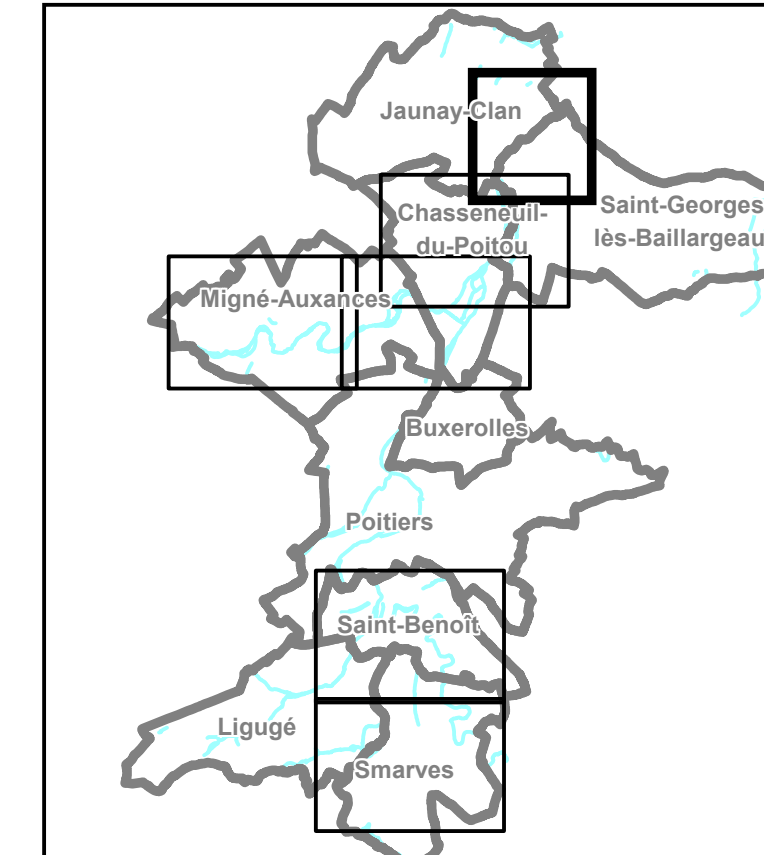 Jaunay-Clan
Chasseneuil-
du-Poitou
Saint-Georges
lès-Baillargeau
Migné-Auxances
Buxerolles
Poitiers
Saint-Benoît
Ligugé
Smarves